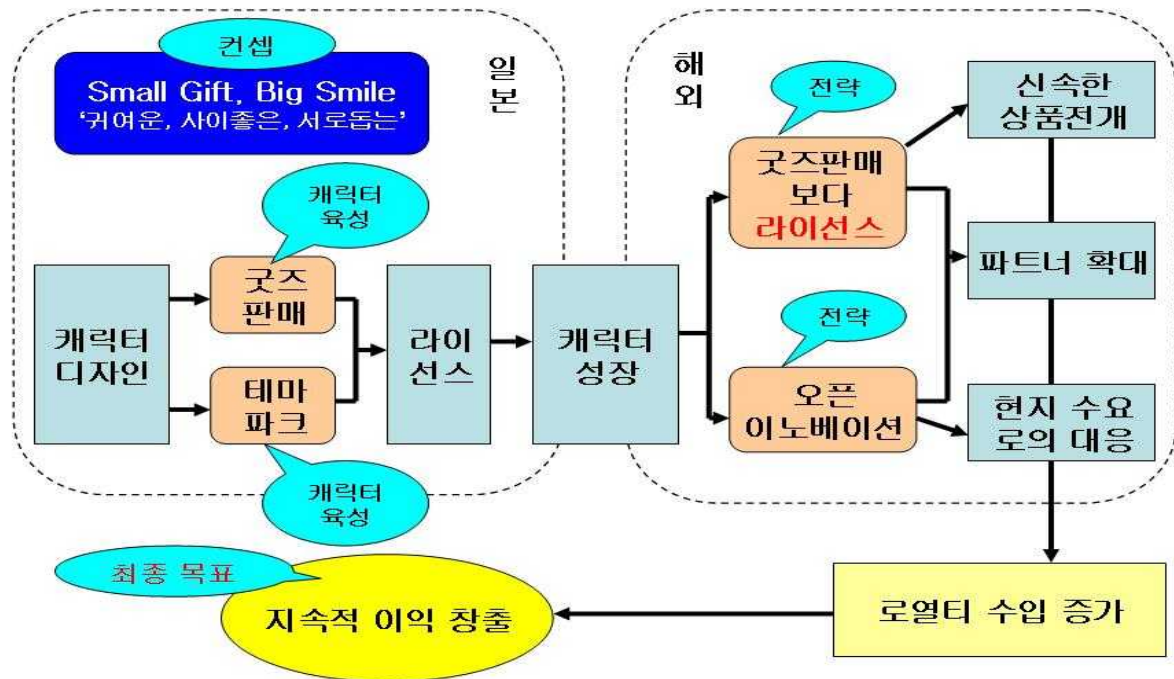 컨셉
Small Gift, Big Smile
‘귀여운, 사이좋은, 서로돕는’
일
본
캐릭터
육성
캐릭터
디자인
굿즈
판매
테마
파크
캐릭터
육성
라이
선스
캐릭터
성장
해
외
전략
굿즈판매
보다
라이선스
전략
오픈
이노베이션
신속한
상품전개
파트너 확대
현지 수요
로의 대응
로열티 수입 증가
최종 목표
지속적 이익 창출